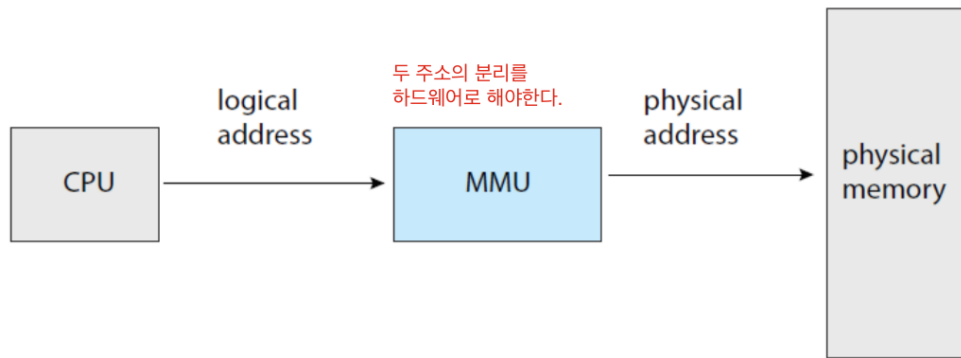 두 주소의 분리를
하드웨어로 해야한다.
logical
address
physical
address
CPU
MMU
physical
memory